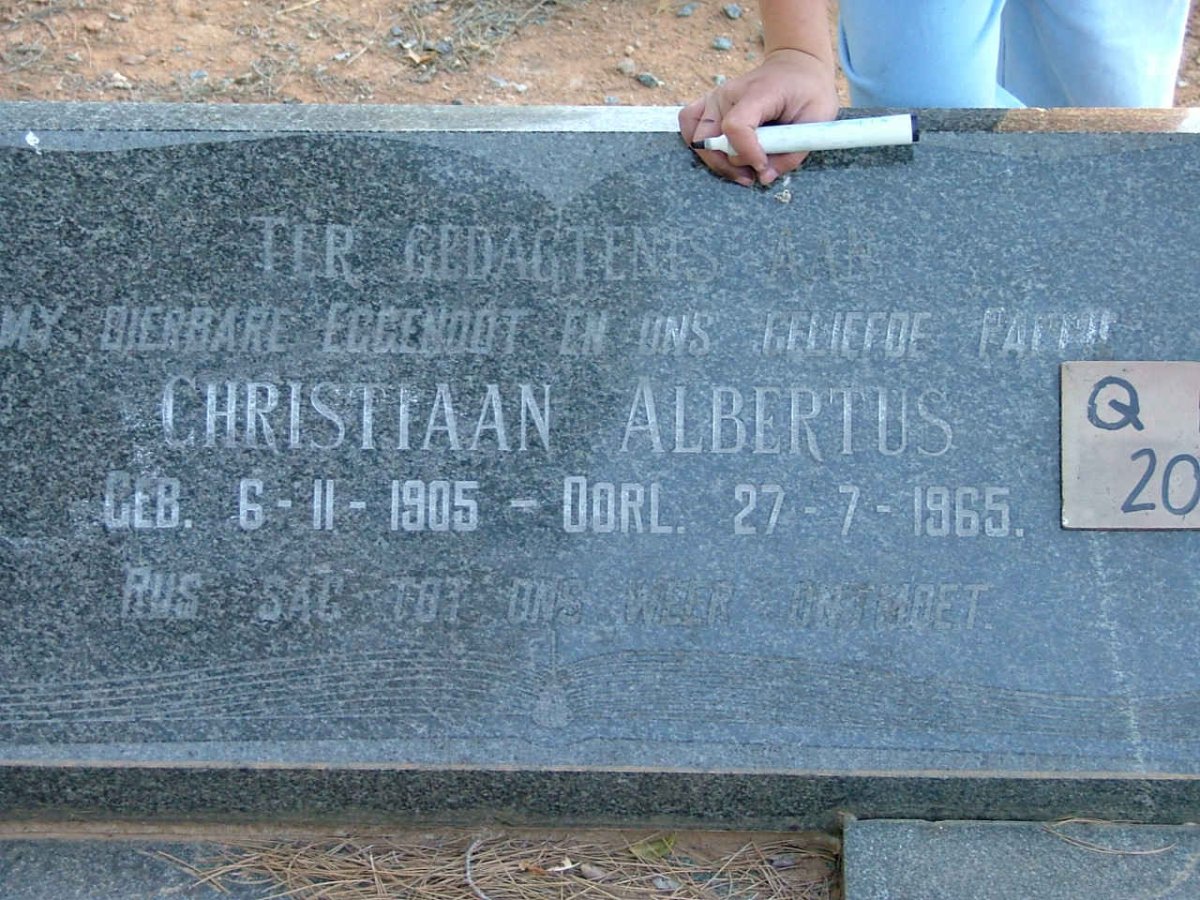 TER GEDAGTENIS AAN
MY DIERBARE EGGENOOT EN ONS GELIEFDE
CHRISTIAAN ALBERTUS
GEB. 6-11-1905 - OORL. 27-7-1965.
RUS SAG TOT ONS WEER ONTMOET.
Q
20